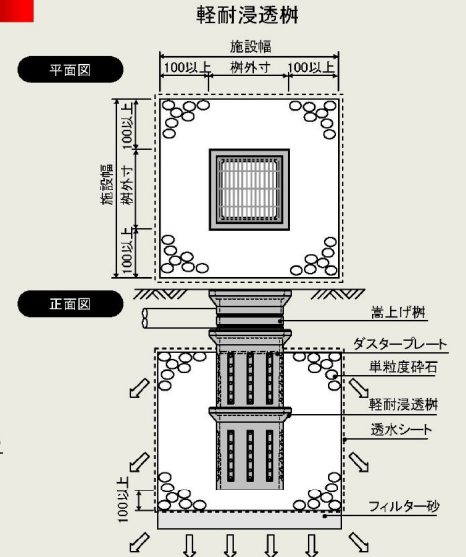 軽耐浸透桝
平面図
施設幅
100以上 桝外寸 100以上
100以上
施設幅
桝外寸
100以上
正面図
嵩上げ桝
ダスタープレート
単粒度砕石
軽耐浸透桝
透水シート
100以上
フィルター砂